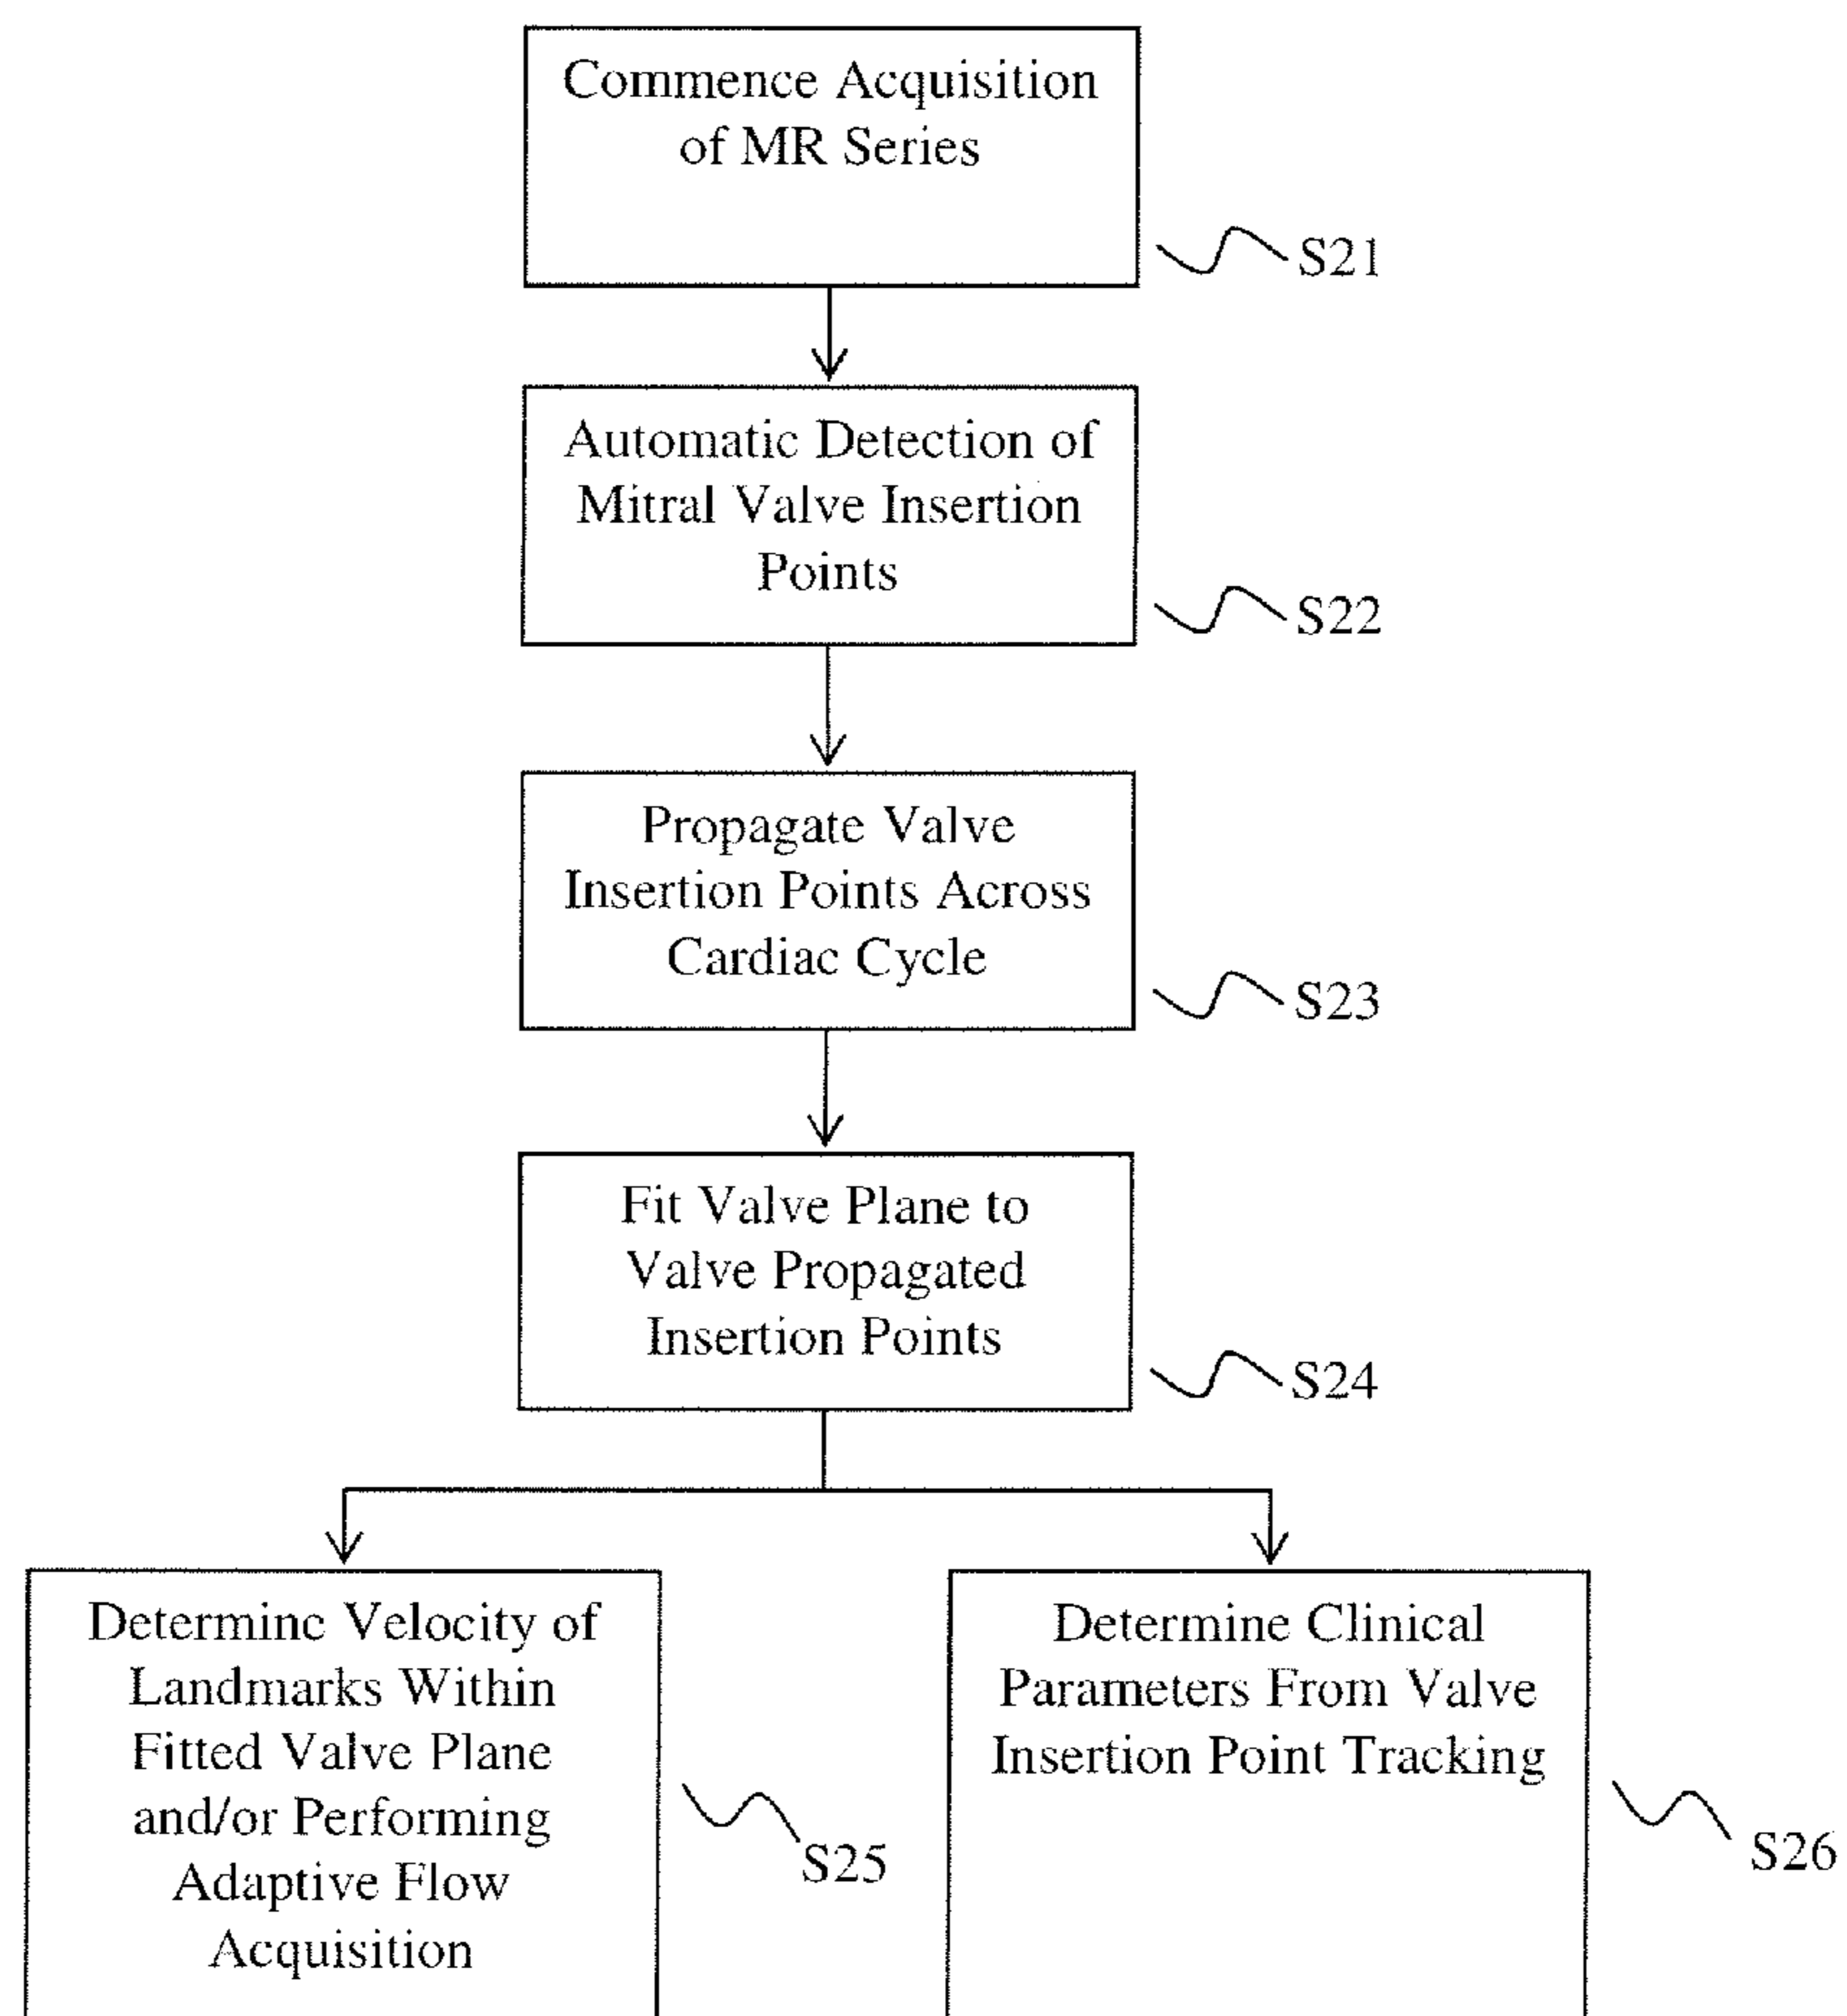 Commence Acquisition
of MR Series
S21
Automatic Detection of
Mitral Valve Insertion
Points
S22
Propagate Valve
Insertion Points Across
Cardiac Cycle
S23
Fit Valve Plane to
Valve Propagated
Insertion Points
S24
Determine Velocity of
Landmarks Within
Fitted Valve Plane
and/or Performing
Adaptive Flow
Acquisition
S25
Determine Clinical
Parameters From Valve
Insertion Point Tracking
S26